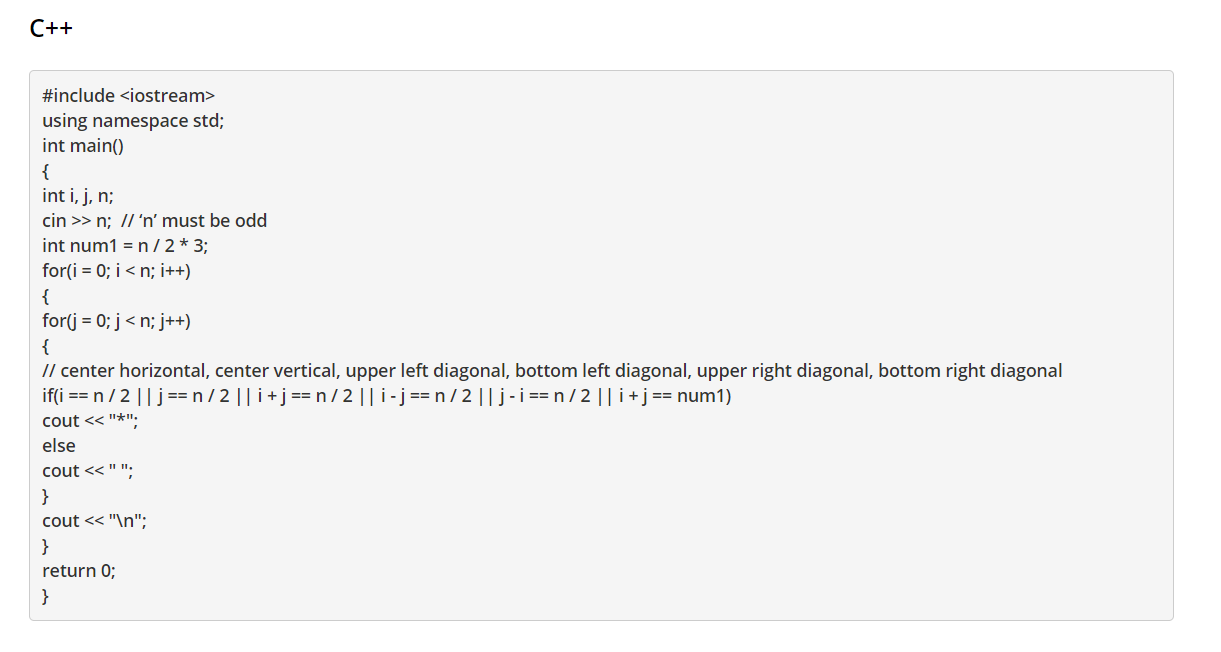 C++
#include <iostream>
using namespace std;
int main()
{
int i, j, n;
cin >> n;  // ‘n’ must be odd
int num1 = n / 2 * 3;
for(i = 0; i < n; i++)
{
for(j = 0; j < n; j++)
{
// center horizontal, center vertical, upper left diagonal, bottom left diagonal, upper right diagonal, bottom right diagonal
if(i == n / 2 || j == n / 2 || i + j == n / 2 || i - j == n / 2 || j - i == n / 2 || i + j == num1)
cout << "*";
else
cout << " ";
}
cout << "\n";
}
return 0;
}